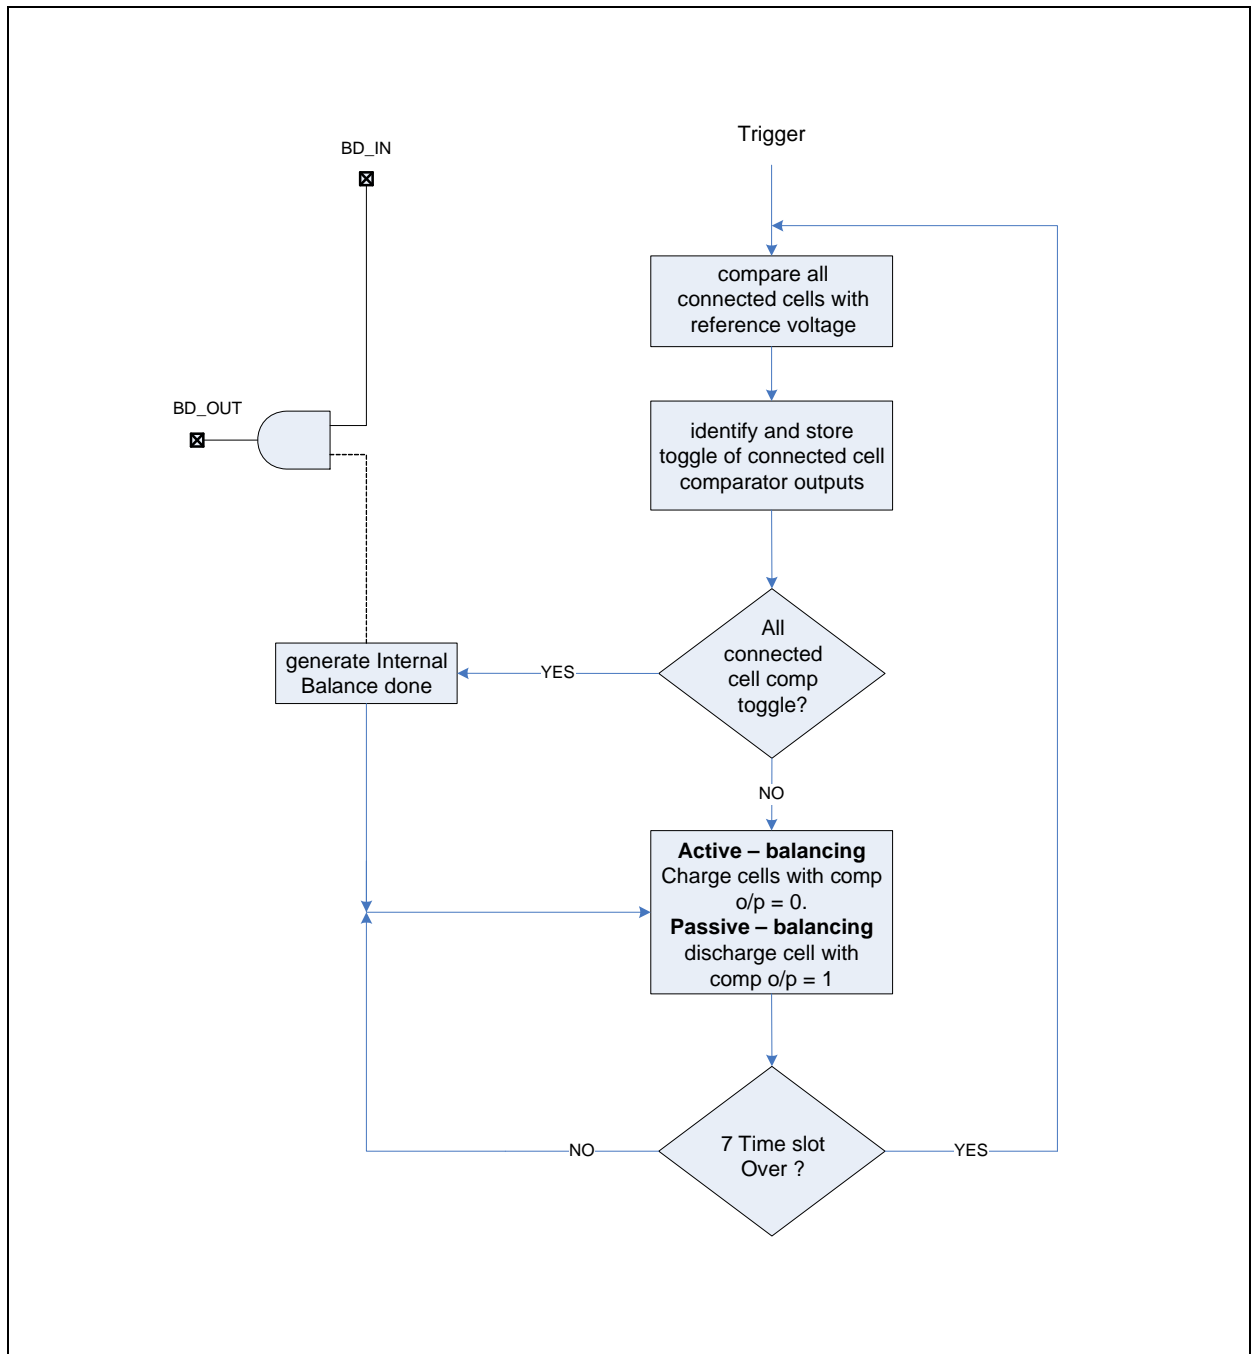 Trigger
BD_IN
compare all
connected cells with
reference voltage
BD_OUT
identify and store
toggle of connected cell
comparator outputs
All
connected
cell comp
toggle?
generate Internal
Balance done
YES
NO
Active – balancing
Charge cells with comp
o/p = 0.
Passive – balancing
discharge cell with
comp o/p = 1
7 Time slot
Over ?
NO
YES